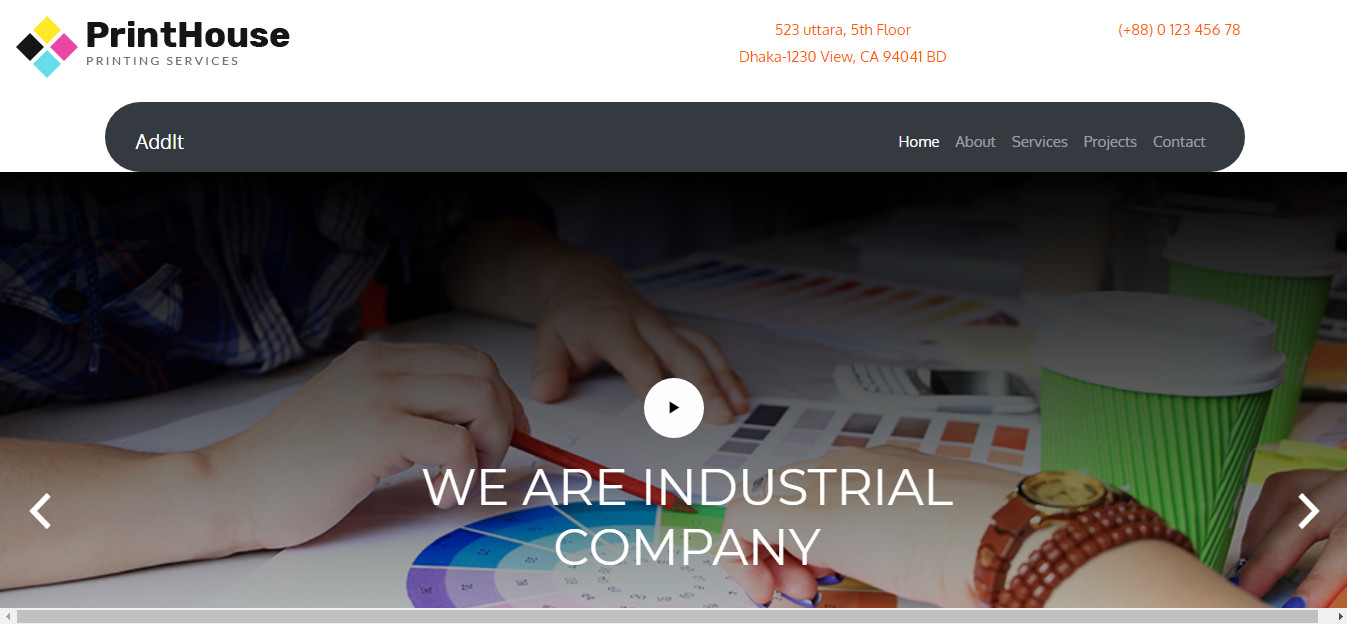 PrintHouse
PRINTING SERVICES
523 uttara, 5th Floor
Dhaka-1230 View, CA 94041 BD
(+88) 0 123 456 78
AddIt
Home About Services Projects Contact
WE ARE INDUSTRIAL
COMPANY